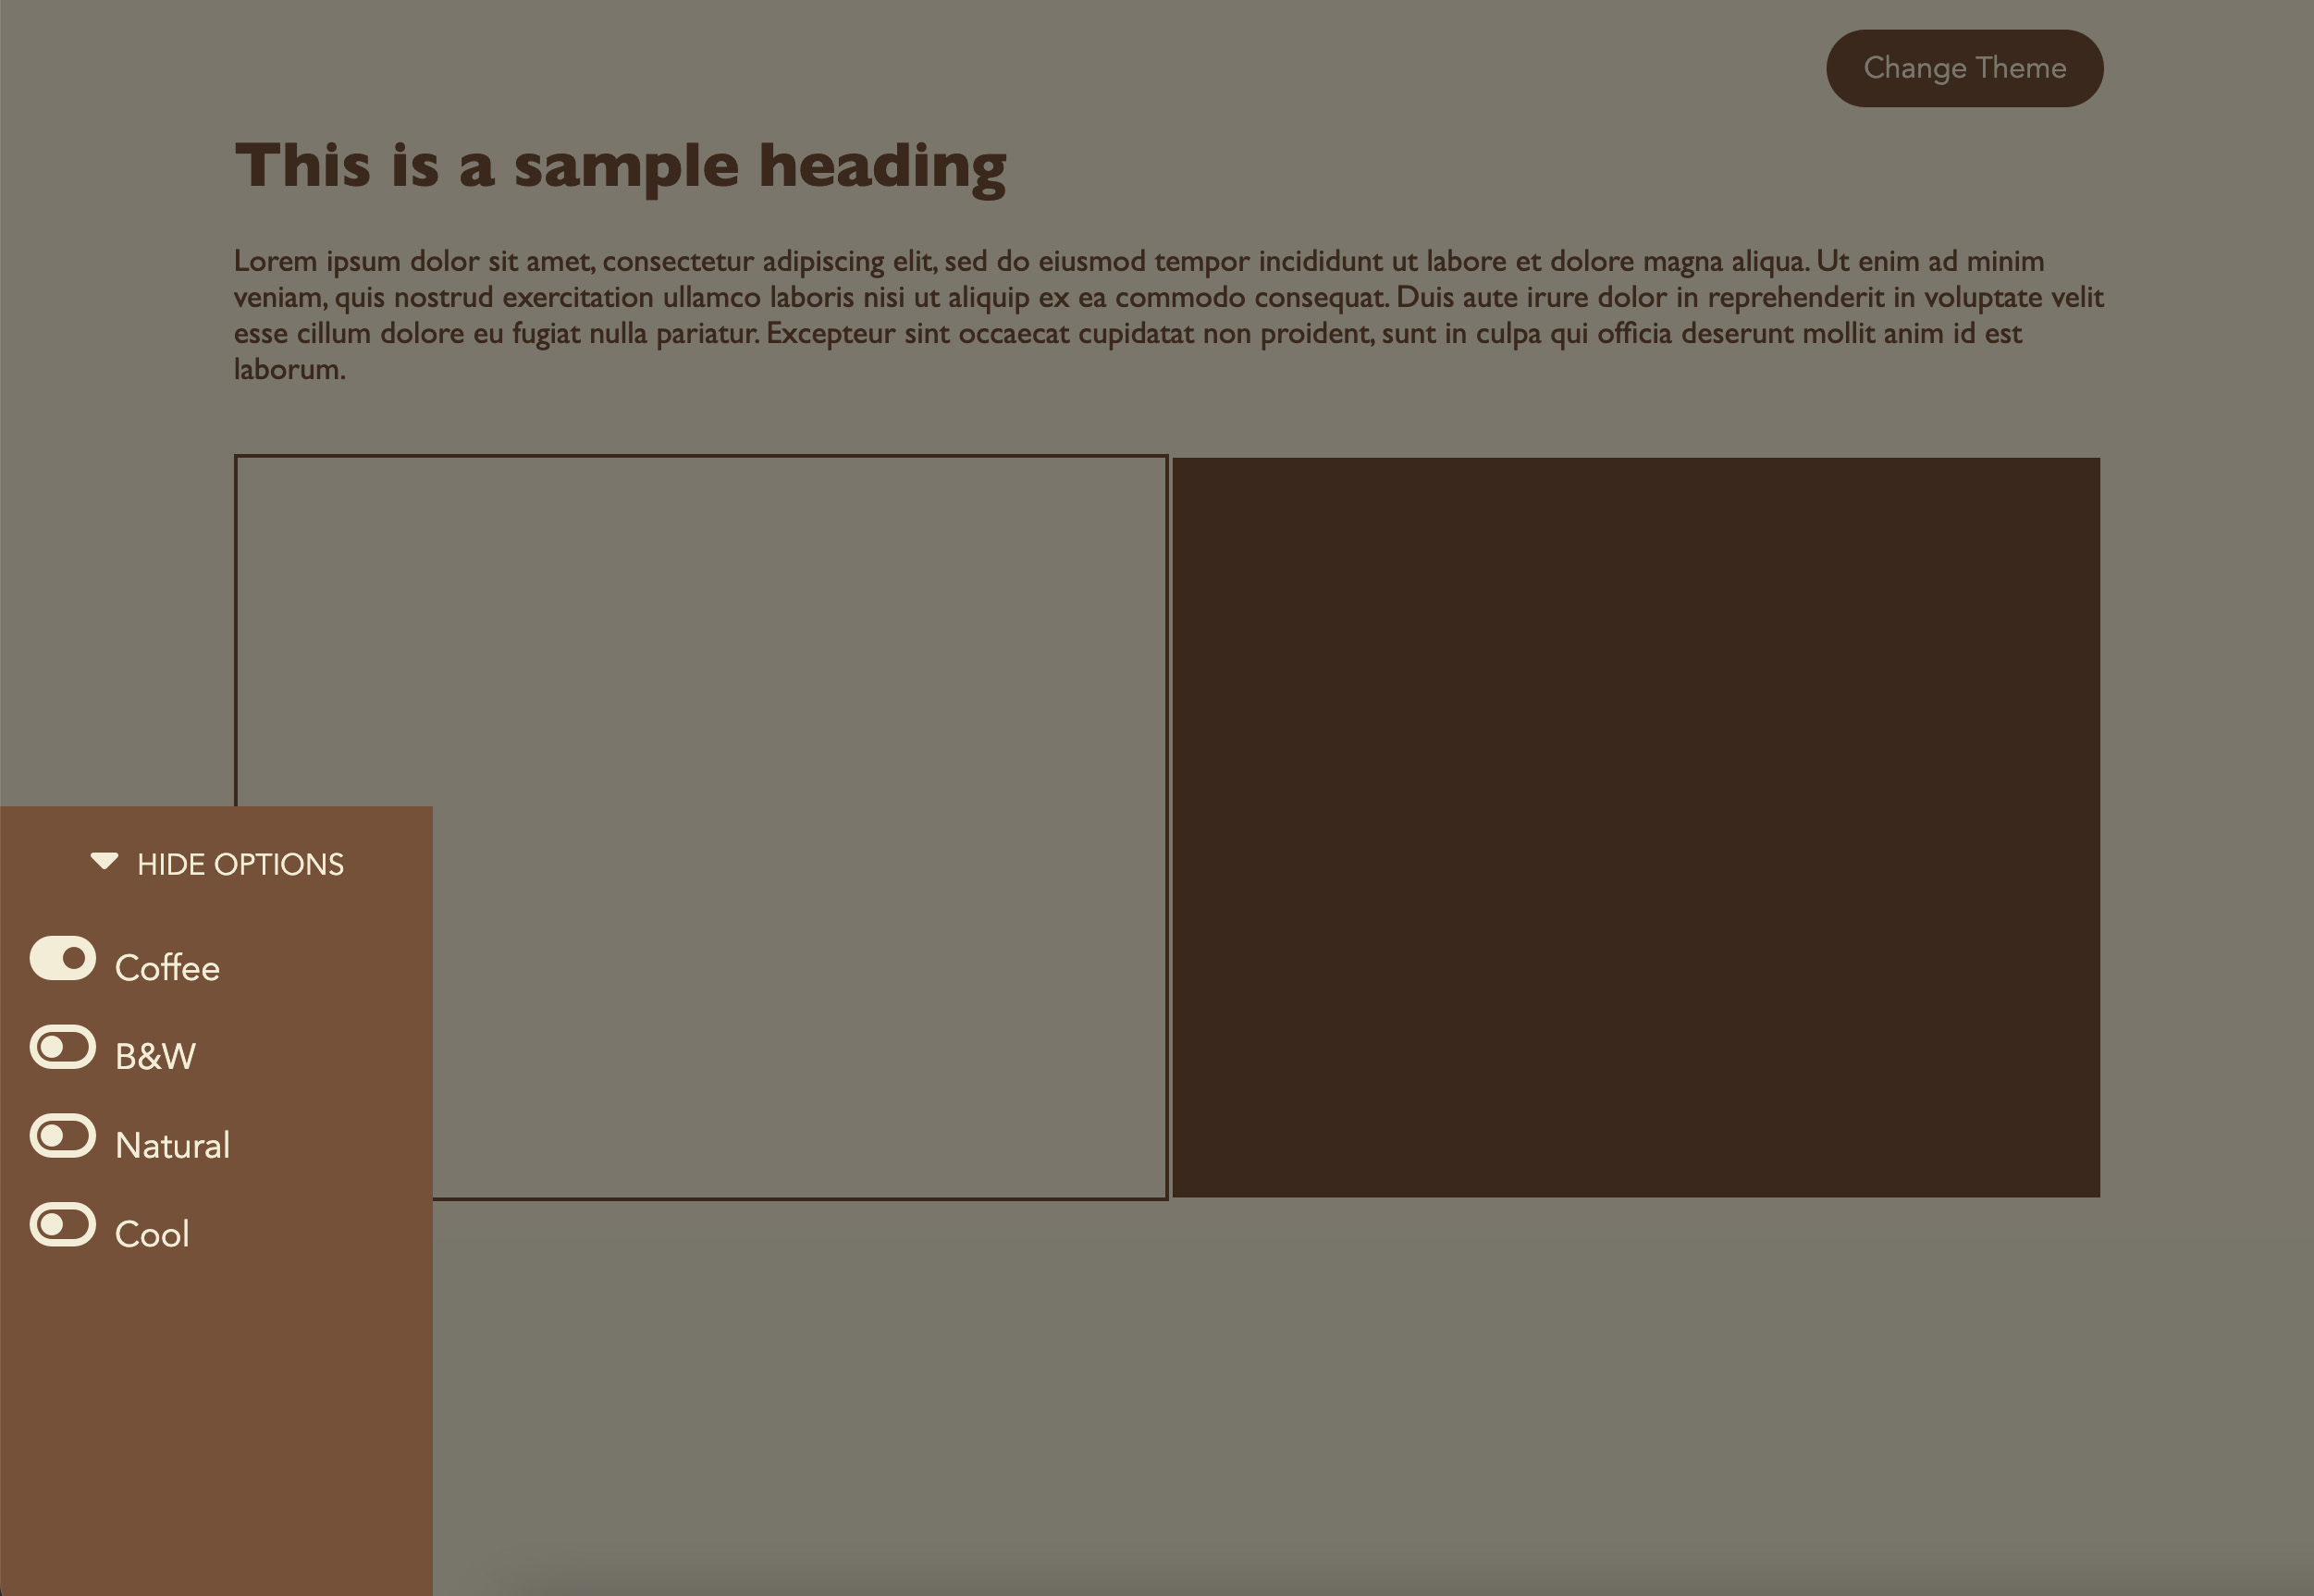 Change Theme
This is a sample heading
Lorem ipsum dolor sit amet, consectetur adipiscing elit, sed do eiusmod tempor incididunt ut labore et dolore magna aliqua. Ut enim ad minim
veniam, quis nostrud exercitation ullamco laboris nisi ut aliquip ex ea commodo consequat. Duis aute irure dolor in reprehenderit in voluptate velit
esse cillum dolore eu fugiat nulla pariatur. Excepteur sint occaecat cupidatat non proident, sunt in culpa qui officia deserunt mollit anim id est
laborum.
HIDE OPTIONS
Coffee
B&W
Natural
Cool